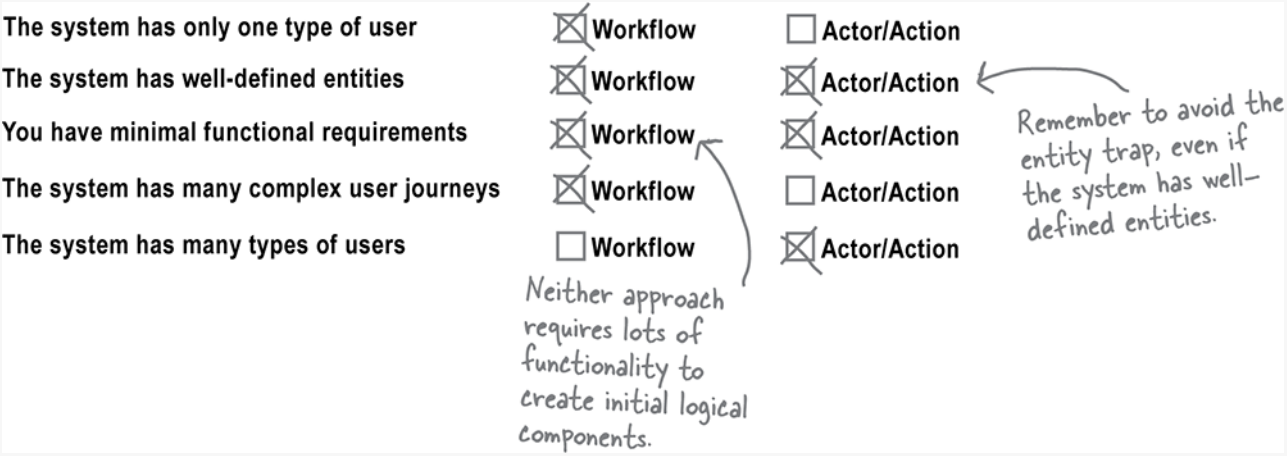 The system has only one type of user Workflow Actor/Action
The system has well-defined entities Workflow Actor/Action
You have minimal functional requirements Workflow Actor/Action
The system has many complex user journeys Workflow Actor/Action
The system has many types of users Workflow Actor/Action
Remember to avoid the
entity trap, even if
the system has well-
defined entities.
Neither approach
requires lots of
functionality to
create initial logical
components.